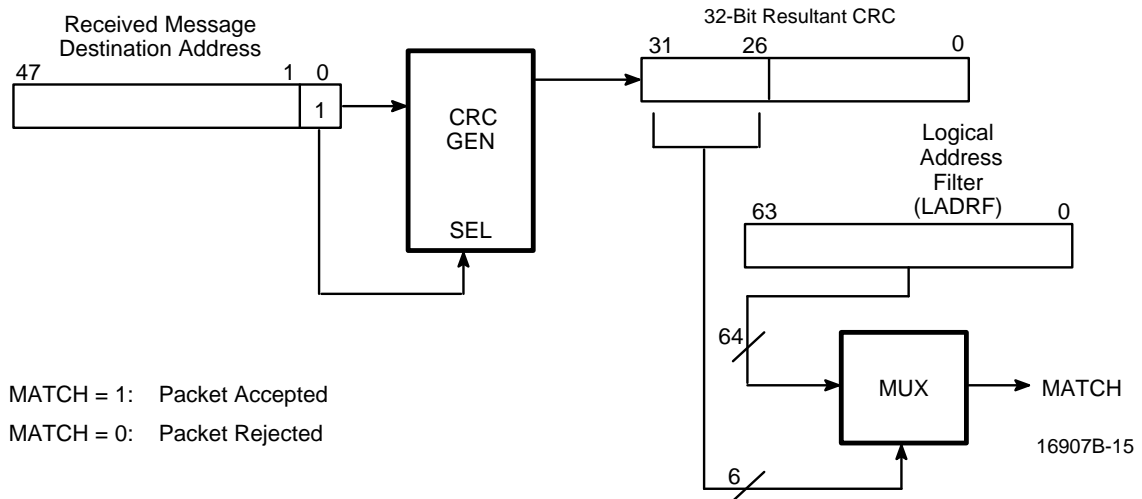 Received Message
Destination Address
47 1 0
1
CRC
GEN
SEL
32-Bit Resultant CRC
31 26 0
Logical
Address
Filter
(LADRF)
63 0
64
MUX
MATCH
6
MATCH = 1: Packet Accepted
MATCH = 0: Packet Rejected
16907B-15